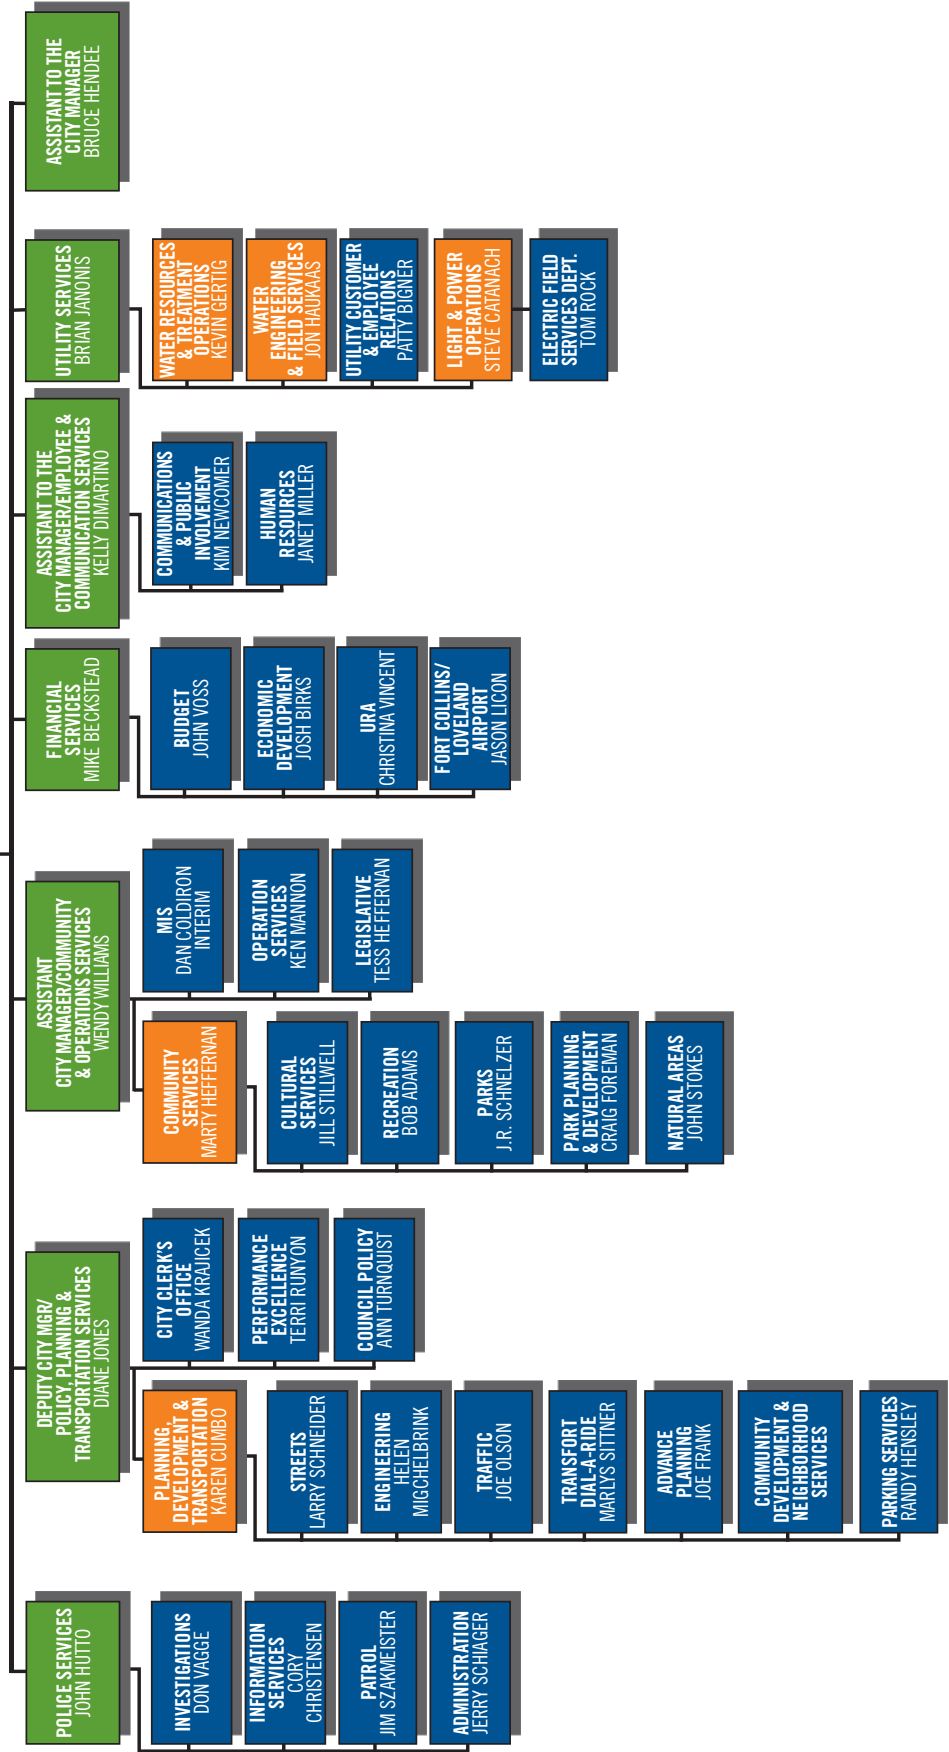 POLICE SERVICES
JOHN HUTTO
INVESTIGATIONS
DON VAGGE
INFORMATION
SERVICES
CORY
CHRISTENSEN
PATROL
JIM SZAKMEISTER
ADMINISTRATION
JERRY SCHIAGER
DEPUTY CITY MGR/
POLICY, PLANNING &
TRANSPORTATION SERVICES
DIANE JONES
PLANNING,
DEVELOPMENT &
TRANSPORTATION
KAREN CUMBO
STREETS
LARRY SCHNEIDER
ENGINEERING
HELEN
MIGCHELBRINK
TRAFFIC
JOE OLSON
TRANSFORT
DIAL-A-RIDE
MARLYS SITTNER
ADVANCE
PLANNING
JOE FRANK
COMMUNITY
DEVELOPMENT &
NEIGHBORHOOD
SERVICES
PARKING SERVICES
RANDY HENSLEY
CITY CLERK'S
OFFICE
WANDA KRAJICEK
PERFORMANCE
EXCELLENCE
TERRI RUNYON
COUNCIL POLICY
ANN TURNQUIST
ASSISTANT
CITY MANAGER/COMMUNITY
& OPERATIONS SERVICES
WENDY WILLIAMS
COMMUNITY
SERVICES
MARTY HEFFERNAN
CULTURAL
SERVICES
JILL STILLWELL
RECREATION
BOB ADAMS
PARKS
J.R. SCHNELZER
PARK PLANNING
& DEVELOPMENT
CRAIG FOREMAN
NATURAL AREAS
JOHN STOKES
MIS
DAN COLDIRON
INTERIM
OPERATION
SERVICES
KEN MANNON
LEGISLATIVE
TESS HEFFERNAN
FINANCIAL
SERVICES
MIKE BECKSTEAD
BUDGET
JOHN VOSS
ECONOMIC
DEVELOPMENT
JOSH BIRKS
URA
CHRISTINA VINCENT
FORT COLLINS/
LOVELAND
AIRPORT
JASON LICON
ASSISTANT TO THE
CITY MANAGER/EMPLOYEE &
COMMUNICATION SERVICES
KELLY DIMARTINO
COMMUNICATIONS
& PUBLIC
INVOLVEMENT
KIM NEWCOMER
HUMAN
RESOURCES
JANET MILLER
UTILITY SERVICES
BRIAN JANONIS
WATER RESOURCES
& TREATMENT
OPERATIONS
KEVIN GERTIG
WATER
ENGINEERING
& FIELD SERVICES
JON HAUKAAS
UTILITY CUSTOMER
& EMPLOYEE
RELATIONS
PATTY BIGNER
LIGHT & POWER
OPERATIONS
STEVE CATANACH
ELECTRIC FIELD
SERVICES DEPT.
TOM ROCK
ASSISTANT TO THE
CITY MANAGER
BRUCE HENDEE